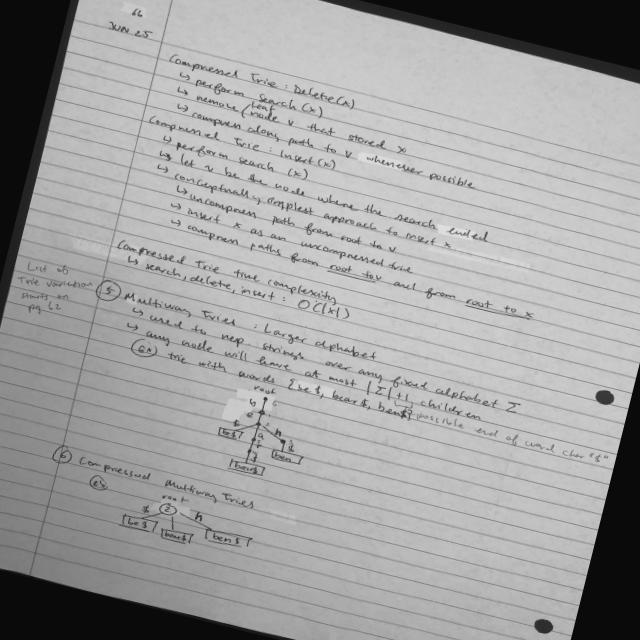 66
JUN 25
Compressed Trie: Delete(x)
↳ perform search (x)
↳ remove (leaf) node v that stored x
↳ compress along path to v whenever possible
Compressed Trie: insert(x)
↳ perform search (x)
↳ let v be the node where the search ended
↳ conceptually simplest approach to insert x
↳ uncompress path from root to v
↳ insert x as an uncompressed trie
↳ compress paths from root to v and from root to x
Compressed Trie time complexity
↳ search, delete, insert: O(|x|)
List of
Trie variation
starts on
pg 62
5 Multiway Tries: Larger alphabet
↳ used to rep. strings over any fixed alphabet Σ
↳ any node will have at most |Σ|+1 children
possible end of word char "$"
ex trie with words {be$, bear$, ben$}
root
$
be$
$
ben$
bear$
6 Compressed Multiway Tries
ex
root
$ 2 n
be$ bear$ ben$